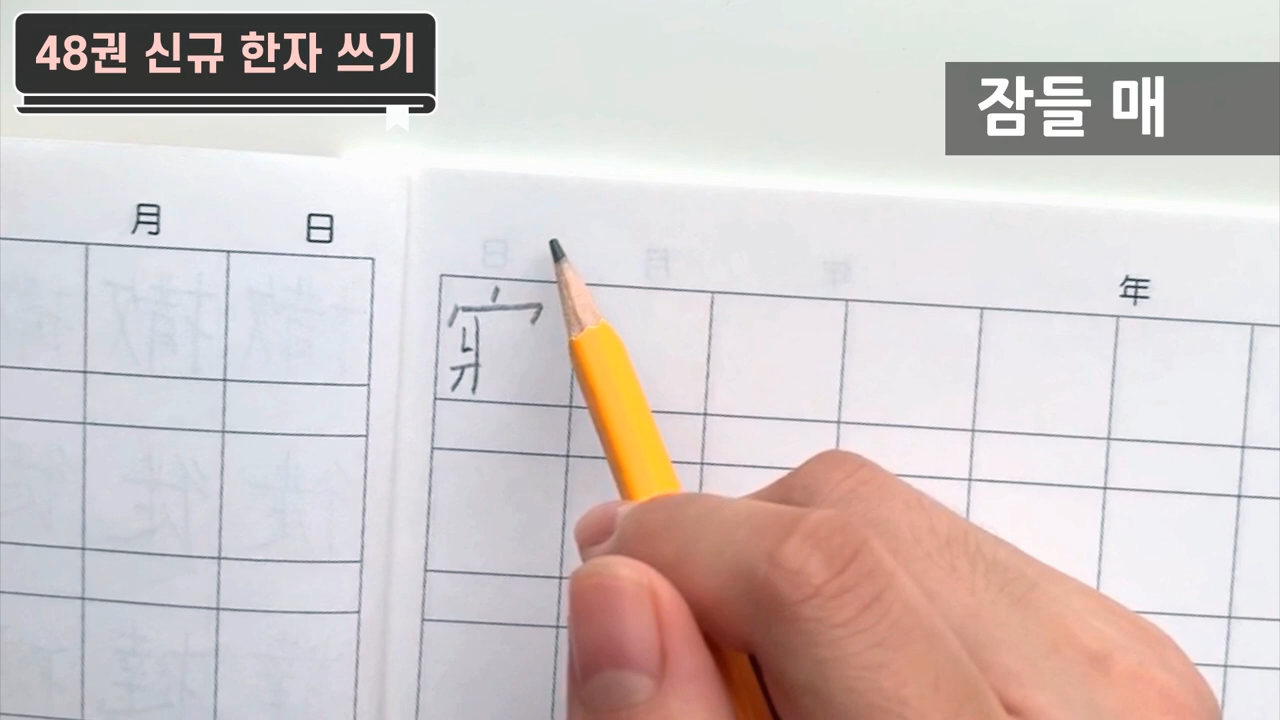 48권 신규 한자 쓰기
잠들 매
月 日
年